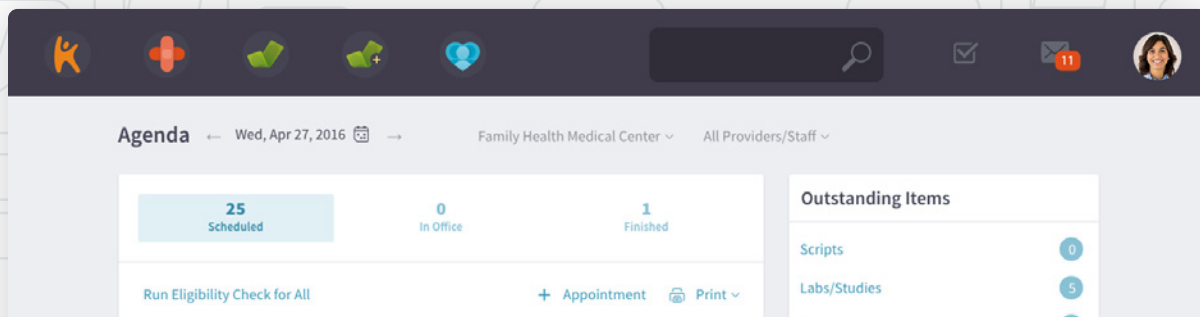 11
Agenda ← Wed, Apr 27, 2016 → Family Health Medical Center All Providers/Staff
25 0 1
Scheduled In Office Finished
Run Eligibility Check for All + Appointment Print
Outstanding Items
Scripts 0
Labs/Studies 5